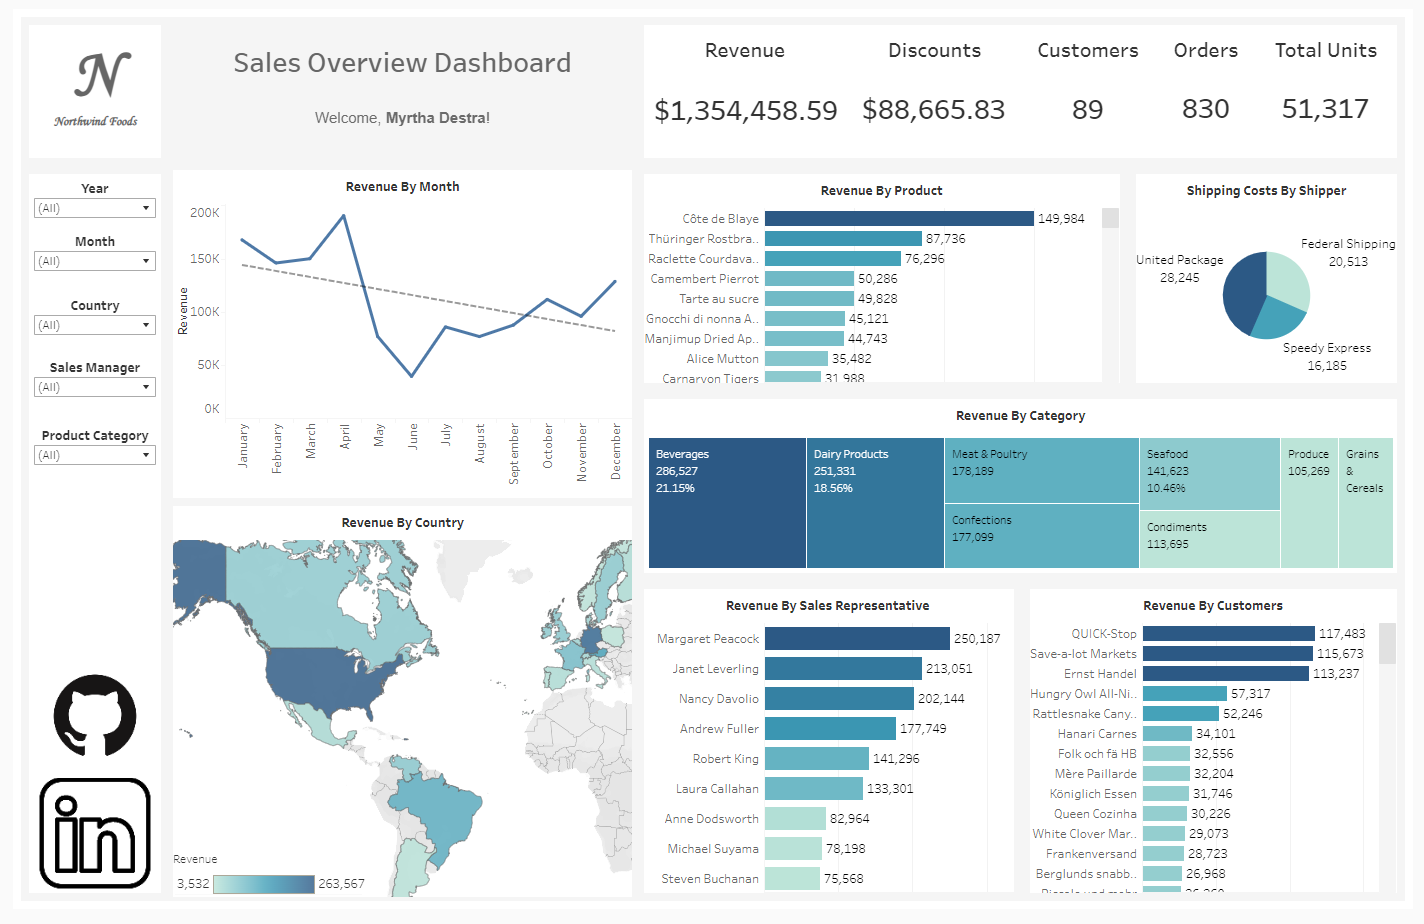 N
Northwind Foods
Sales Overview Dashboard
Welcome, Myrtha Destra!
Revenue
$1,354,458.59
Discounts
$88,665.83
Customers
89
Orders
830
Total Units
51,317
Year
(All)
Month
(All)
Country
(All)
Sales Manager
(All)
Product Category
(All)
in
Revenue By Month
Revenue
200K
150K
100K
50K
0K
January
February
March
April
May
June
July
August
September
October
November
December
Revenue By Country
Revenue
3,532
263,567
Revenue By Product
Côte de Blaye 149,984
Thüringer Rostbra.. 87,736
Raclette Courdava.. 76,296
Camembert Pierrot 50,286
Tarte au sucre 49,828
Gnocchi di nonna A.. 45,121
Manjimup Dried Ap.. 44,743
Alice Mutton 35,482
Carnarvon Tigers 31,988
Shipping Costs By Shipper
Federal Shipping
20,513
United Package
28,245
Speedy Express
16,185
Revenue By Category
Beverages
286,527
21.15%
Dairy Products
251,331
18.56%
Meat & Poultry
178,189
Confections
177,099
Seafood
141,623
10.46%
Condiments
113,695
Produce
105,269
Grains
&
Cereals
Revenue By Sales Representative
Margaret Peacock 250,187
Janet Leverling 213,051
Nancy Davolio 202,144
Andrew Fuller 177,749
Robert King 141,296
Laura Callahan 133,301
Anne Dodsworth 82,964
Michael Suyama 78,198
Steven Buchanan 75,568
Revenue By Customers
QUICK-Stop 117,483
Save-a-lot Markets 115,673
Ernst Handel 113,237
Hungry Owl All-Ni.. 57,317
Rattlesnake Cany.. 52,246
Hanari Carnes 34,101
Folk och fä HB 32,556
Mère Paillarde 32,204
Königlich Essen 31,746
Queen Cozinha 30,226
White Clover Mar.. 29,073
Frankenversand 28,723
Berglunds snabb.. 26,968